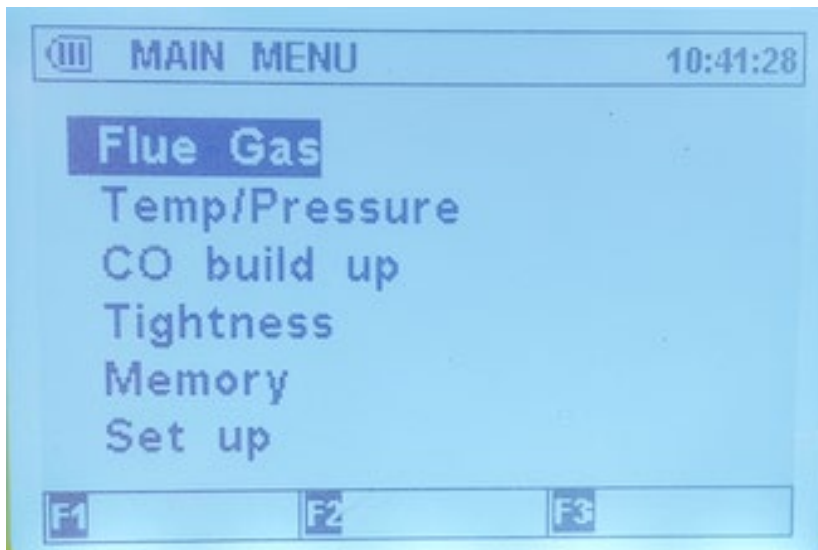 MAIN MENU 10:41:28
Flue Gas
Temp/Pressure
CO build up
Tightness
Memory
Set up
F1 F2 F3